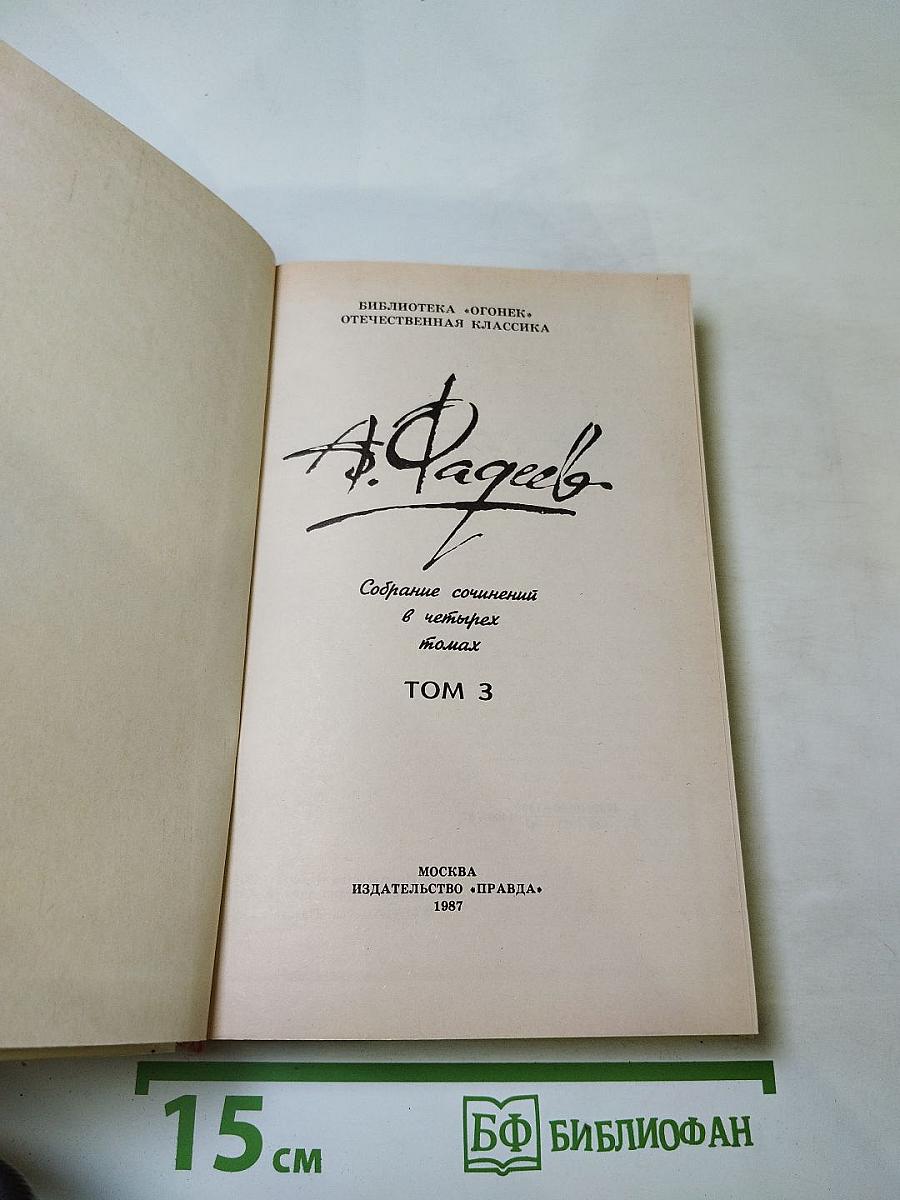 БИБЛИОТЕКА «ОГОНЕК»
ОТЕЧЕСТВЕННАЯ КЛАССИКА
А. Фадеев
Собрание сочинений
в четырех
томах
ТОМ 3
МОСКВА
ИЗДАТЕЛЬСТВО «ПРАВДА»
1987
15 см
БФ БИБЛИОФАН